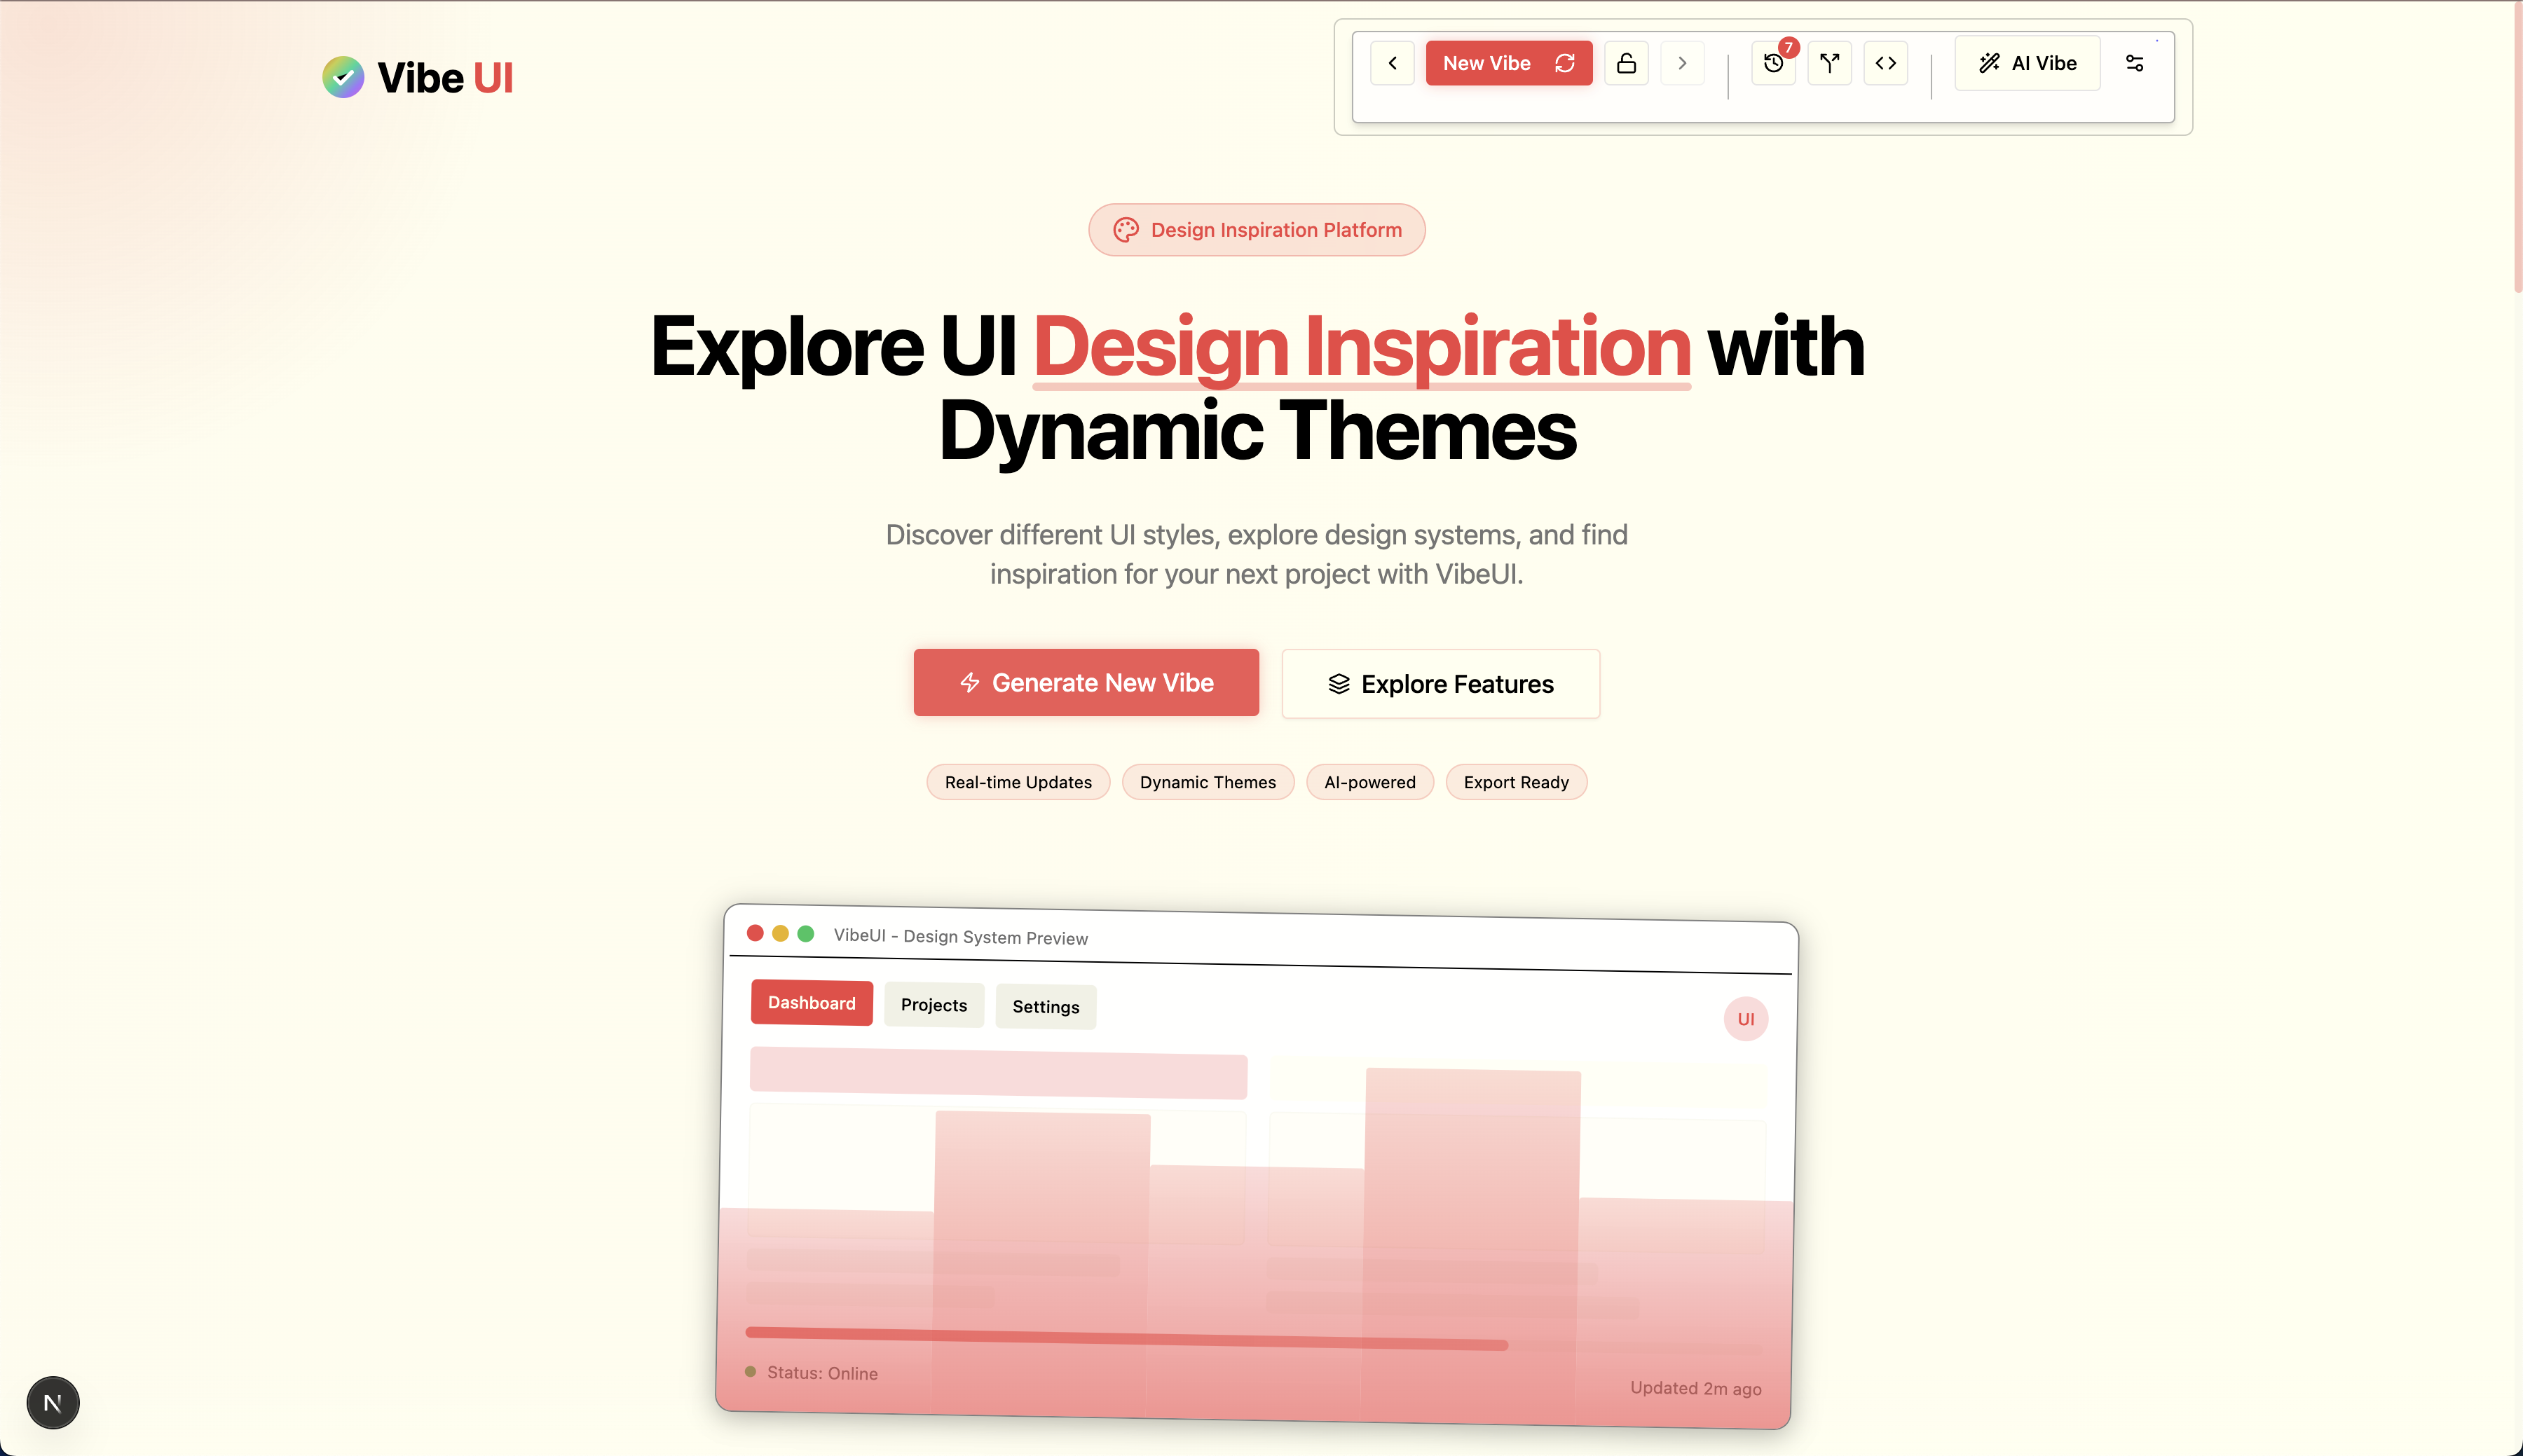 Vibe UI
New Vibe
7
AI Vibe
Design Inspiration Platform
Explore UI Design Inspiration with
Dynamic Themes
Discover different UI styles, explore design systems, and find
inspiration for your next project with VibeUI.
Generate New Vibe
Explore Features
Real-time Updates
Dynamic Themes
AI-powered
Export Ready
VibeUI - Design System Preview
Dashboard
Projects
Settings
UI
Status: Online
Updated 2m ago
N